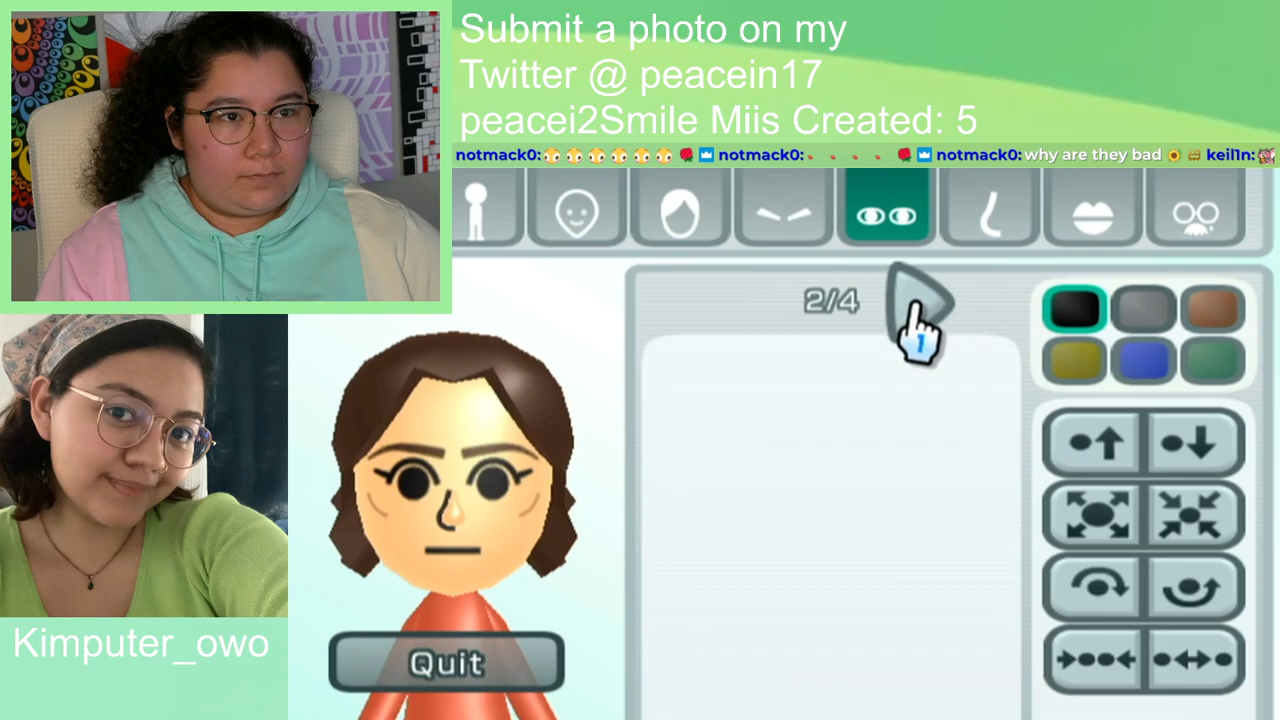 Submit a photo on my
Twitter @ peacein17
peacei2Smile Miis Created: 5
notmack0: notmack0: notmack0: why are they bad keil1n:
2/4
1
Quit
Kimputer_owo